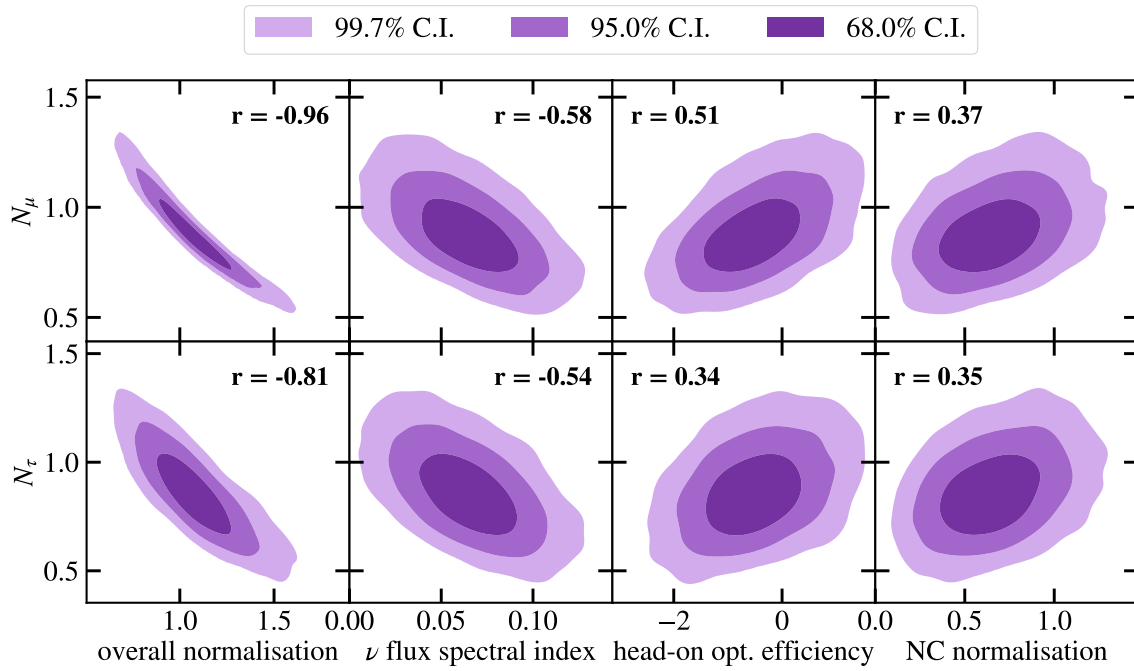 99.7% C.I. 95.0% C.I. 68.0% C.I.
1.5
r = -0.96 r = -0.58 r = 0.51 r = 0.37
1.0
N_μ
0.5
1.5
r = -0.81 r = -0.54 r = 0.34 r = 0.35
1.0
N_τ
0.5
1.0 1.5 0.00 0.05 0.10 −2 0 0.0 0.5 1.0
overall normalisation ν flux spectral index head-on opt. efficiency NC normalisation